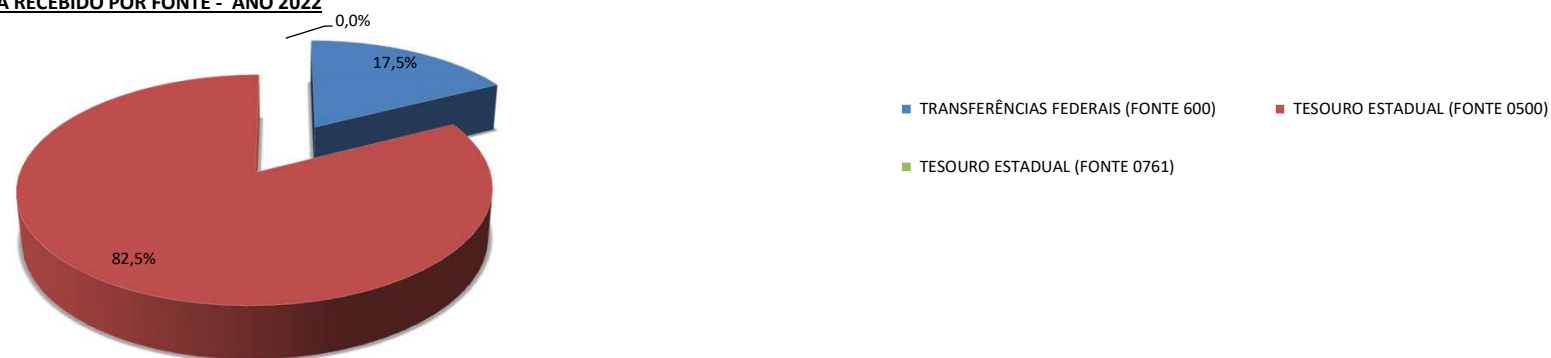 A RECEBIDO POR FONTE - ANO 2022
0,0%
17,5%
82,5%
TRANSFERÊNCIAS FEDERAIS (FONTE 600)
TESOURO ESTADUAL (FONTE 0500)
TESOURO ESTADUAL (FONTE 0761)